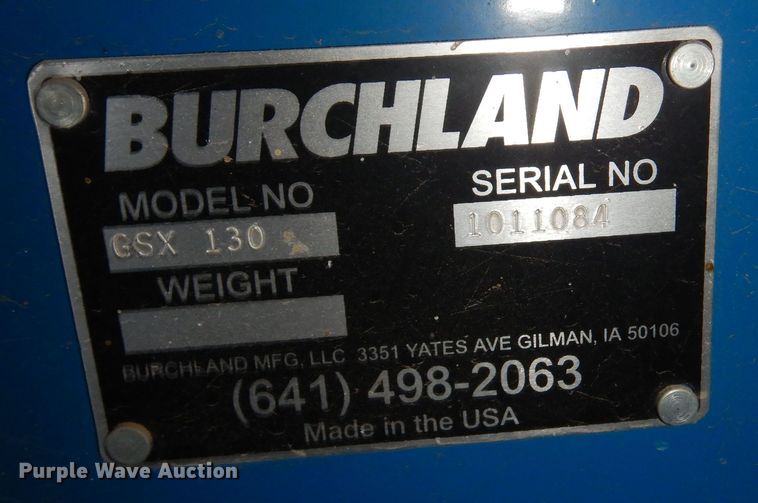 BURCHLAND
MODEL NO
GSX 130
SERIAL NO
1011084
WEIGHT
BURCHLAND MFG, LLC 3351 YATES AVE GILMAN, IA 50106
(641) 498-2063
Made in the USA
Purple Wave Auction